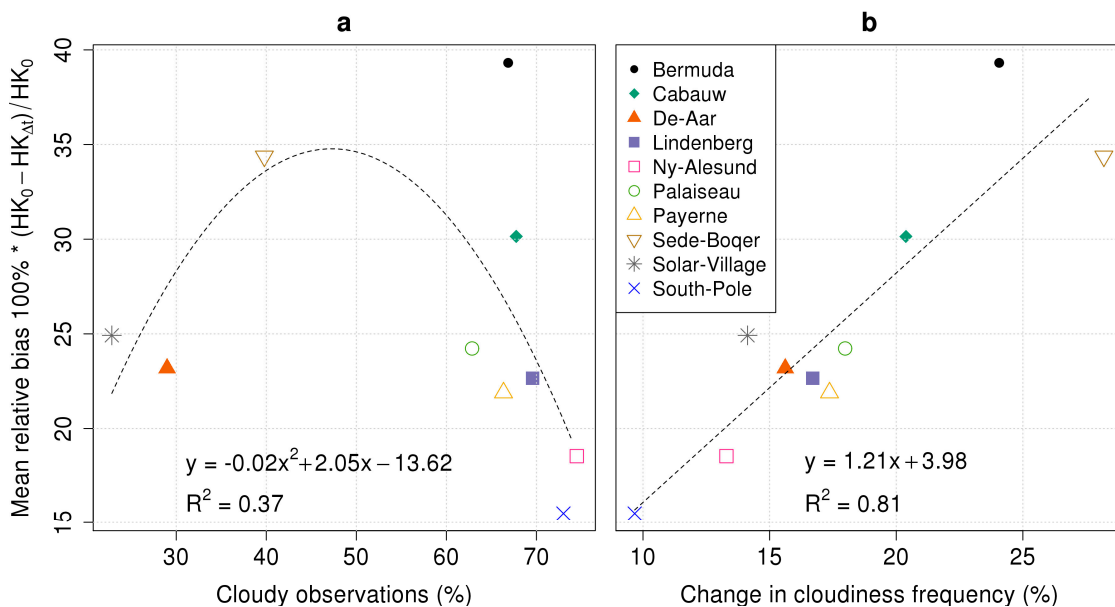 a
b
Mean relative bias 100% * (HK₀ − HK_Δt)/HK₀
40
35
30
25
20
15
y = -0.02x²+2.05x−13.62
R² = 0.37
30
40
50
60
70
Cloudy observations (%)
Bermuda
Cabauw
De-Aar
Lindenberg
Ny-Alesund
Palaiseau
Payerne
Sede-Boqer
Solar-Village
South-Pole
y = 1.21x+3.98
R² = 0.81
10
15
20
25
Change in cloudiness frequency (%)